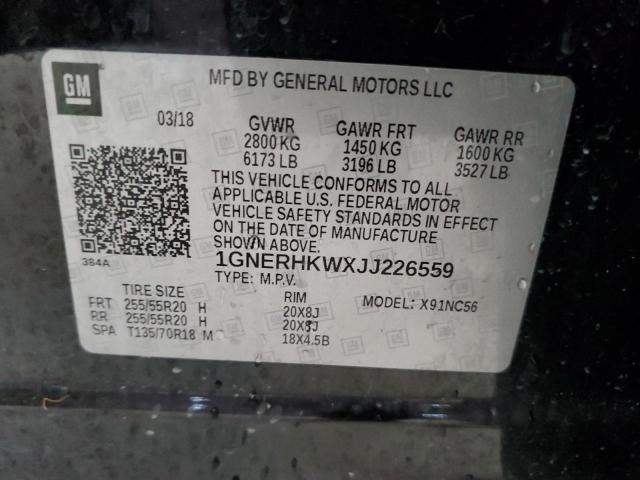 GM
MFD BY GENERAL MOTORS LLC
03/18 GVWR GAWR FRT GAWR RR
2800 KG 1450 KG 1600 KG
6173 LB 3196 LB 3527 LB
THIS VEHICLE CONFORMS TO ALL
APPLICABLE U.S. FEDERAL MOTOR
VEHICLE SAFETY STANDARDS IN EFFECT
ON THE DATE OF MANUFACTURE
SHOWN ABOVE.
384A
1GNERHKWXJJ226559
TYPE: M.P.V.
TIRE SIZE RIM MODEL: X91NC56
FRT 255/55R20 H 20X8J
RR 255/55R20 H 20X8J
SPA T135/70R18 M 18X4.5B